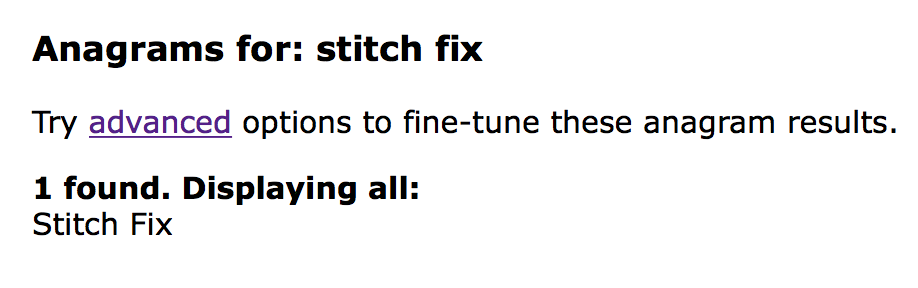 Anagrams for: stitch fix
Try advanced options to fine-tune these anagram results.
1 found. Displaying all:
Stitch Fix